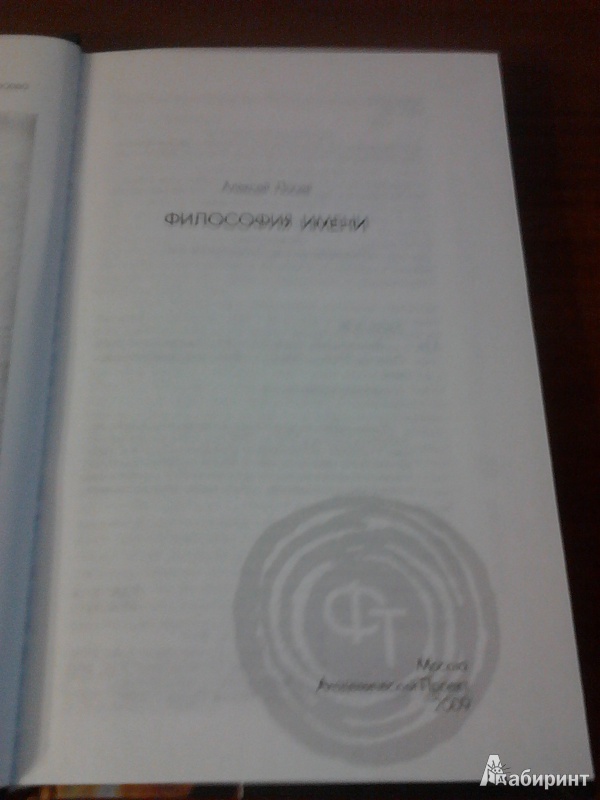 Алексей Лосев
ФИЛОСОФИЯ ИМЕНИ
ФТ
Москва
Академический Проект
2009
Лабиринт